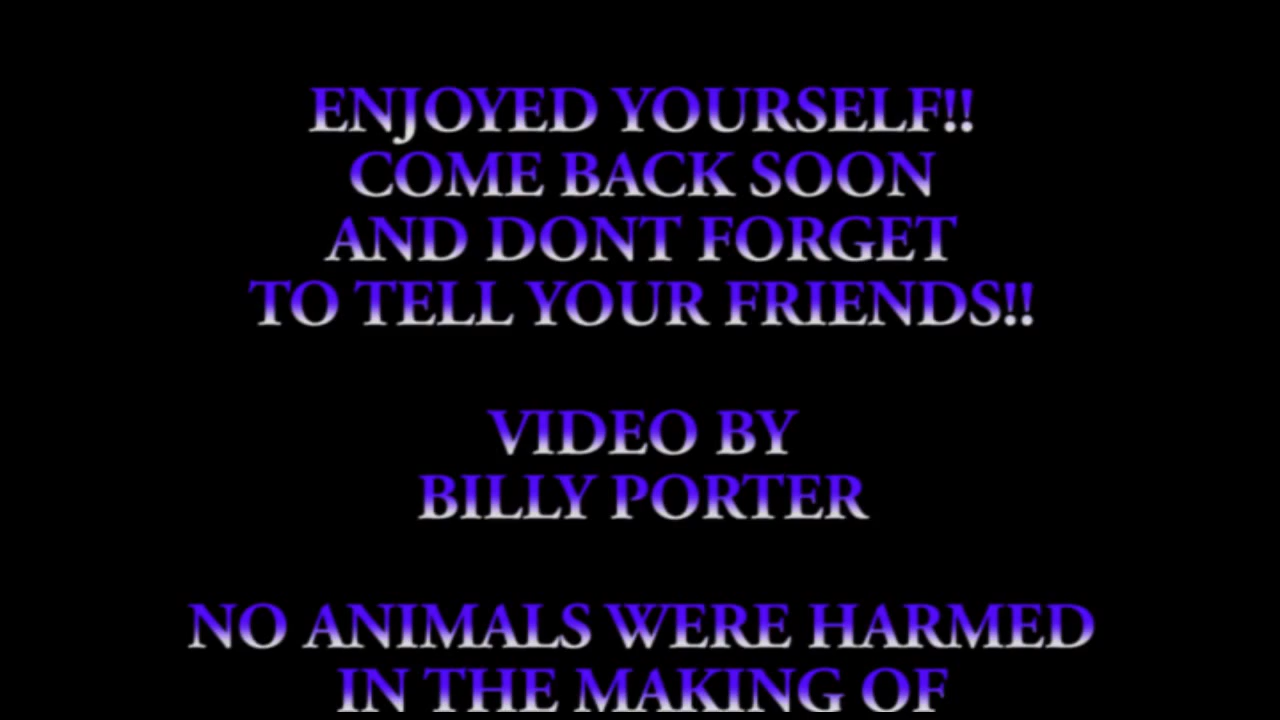 ENJOYED YOURSELF!!
COME BACK SOON
AND DONT FORGET
TO TELL YOUR FRIENDS!!
VIDEO BY
BILLY PORTER
NO ANIMALS WERE HARMED
IN THE MAKING OF